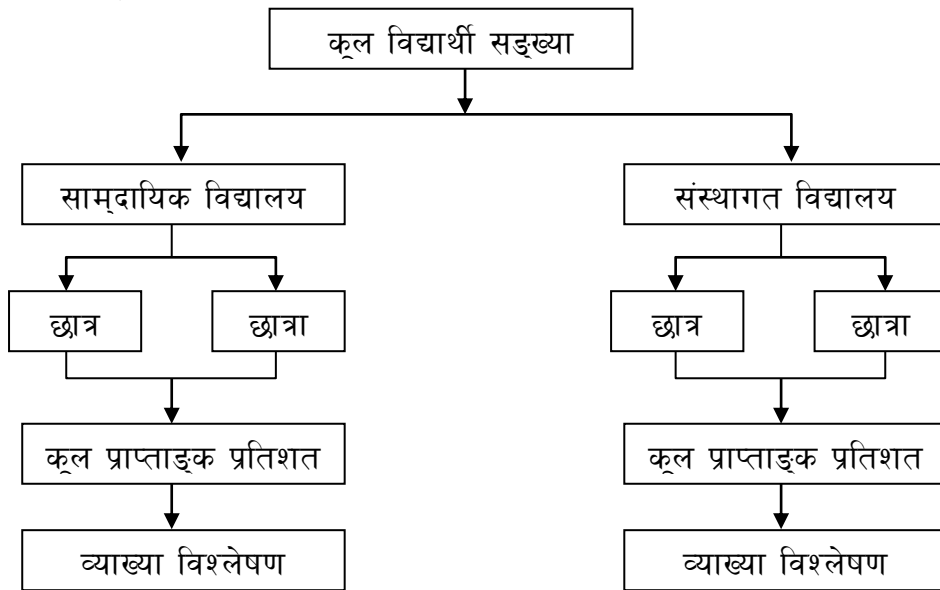 कुल विद्यार्थी सङ्ख्या
सामुदायिक विद्यालय
संस्थागत विद्यालय
छात्र
छात्रा
छात्र
छात्रा
कुल प्राप्ताङ्क प्रतिशत
कुल प्राप्ताङ्क प्रतिशत
व्याख्या विश्लेषण
व्याख्या विश्लेषण